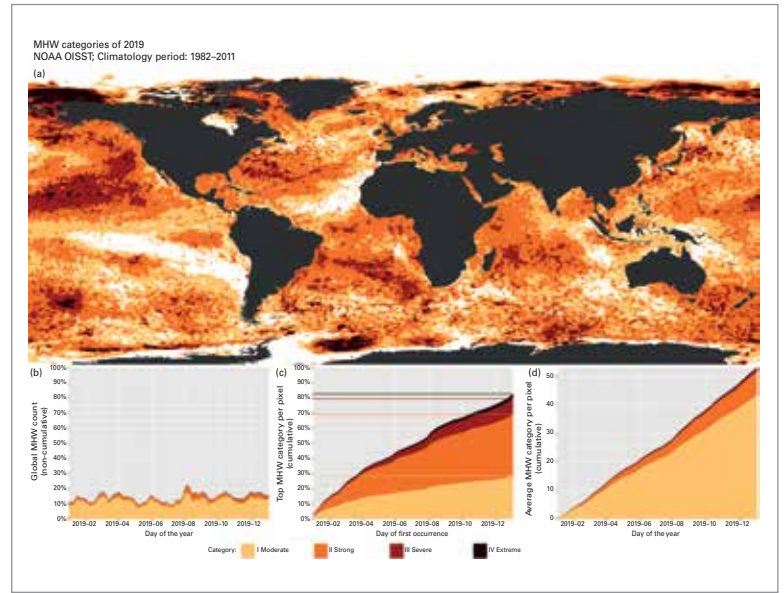 MHW categories of 2019
NOAA OISST; Climatology period: 1982–2011
(a)
(b)
100%
90%
80%
70%
60%
50%
40%
30%
20%
10%
0%
Global MHW count
(non-cumulative)
2019–02
2019–04
2019–06
2019–08
2019–10
2019–12
Day of the year
(c)
100%
90%
80%
70%
60%
50%
40%
30%
20%
10%
0%
Top MHW category per pixel
(cumulative)
2019–02
2019–04
2019–06
2019–08
2019–10
2019–12
Day of first occurrence
(d)
50
40
30
20
10
0
Average MHW category per pixel
(cumulative)
2019–02
2019–04
2019–06
2019–08
2019–10
2019–12
Day of the year
Category:
I Moderate
II Strong
III Severe
IV Extreme